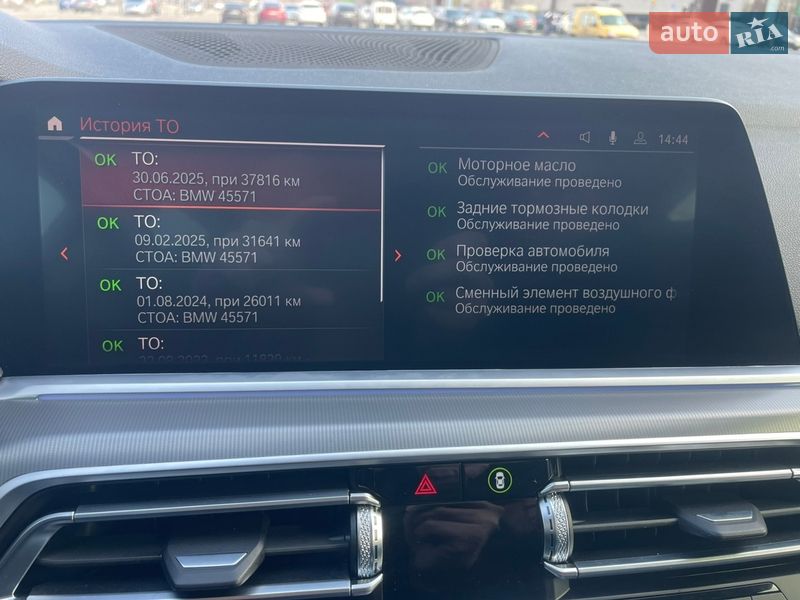 auto RIA .com
История ТО
14:44
OK ТО:
30.06.2025, при 37816 км
СТОА: BMW 45571
OK ТО:
09.02.2025, при 31641 км
СТОА: BMW 45571
OK ТО:
01.08.2024, при 26011 км
СТОА: BMW 45571
OK ТО:
OK Моторное масло
Обслуживание проведено
OK Задние тормозные колодки
Обслуживание проведено
OK Проверка автомобиля
Обслуживание проведено
OK Сменный элемент воздушного ф
Обслуживание проведено